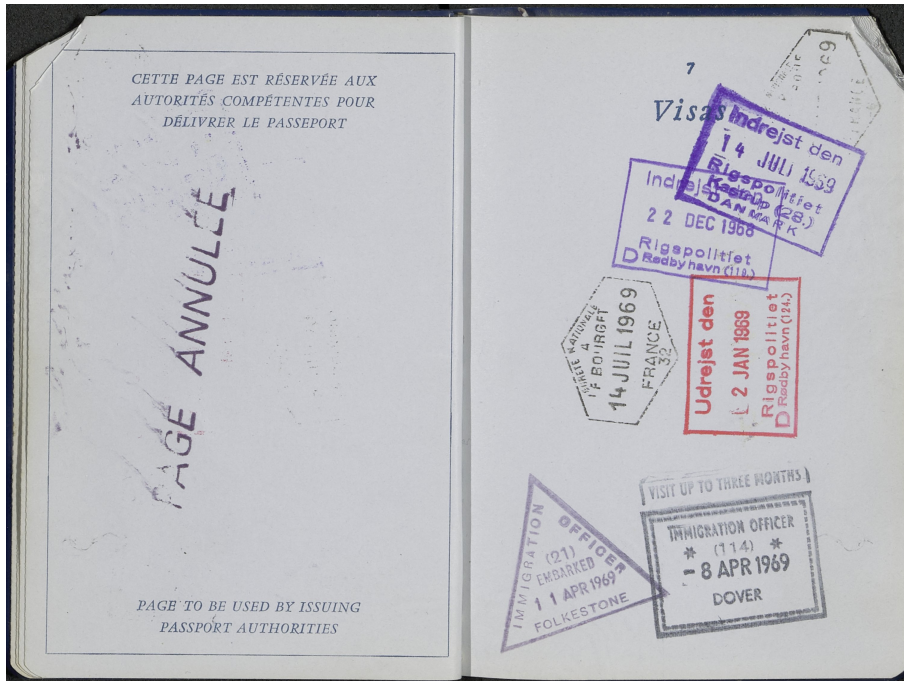 CETTE PAGE EST RÉSERVÉE AUX
AUTORITÉS COMPÉTENTES POUR
DÉLIVRER LE PASSEPORT
PAGE ANNULÉE
PAGE TO BE USED BY ISSUING
PASSPORT AUTHORITIES
7
Visas
69
Indrejst den
14 JULI 1969
Rigspolitiet
Kastrup (28.)
DANMARK
Indrejst den
22 DEC 1968
Rigspolitiet
D Rødbyhavn (118.)
NATIONALE
BOURGET
14 JUIL 1969
FRANCE
32
Udrejst den
2 JAN 1969
Rigspolitiet
D Rødbyhavn (124.)
IMMIGRATION OFFICER
(21)
EMBARKED
11 APR 1969
FOLKESTONE
VISIT UP TO THREE MONTHS
IMMIGRATION OFFICER
* (114) *
- 8 APR 1969
DOVER